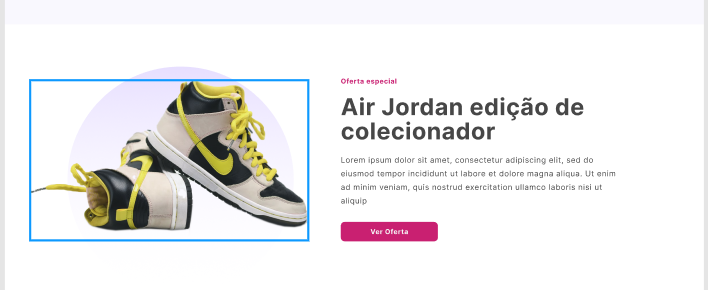 Oferta especial
Air Jordan edição de
colecionador
Lorem ipsum dolor sit amet, consectetur adipiscing elit, sed do
eiusmod tempor incididunt ut labore et dolore magna aliqua. Ut enim
ad minim veniam, quis nostrud exercitation ullamco laboris nisi ut
aliquip
Ver Oferta